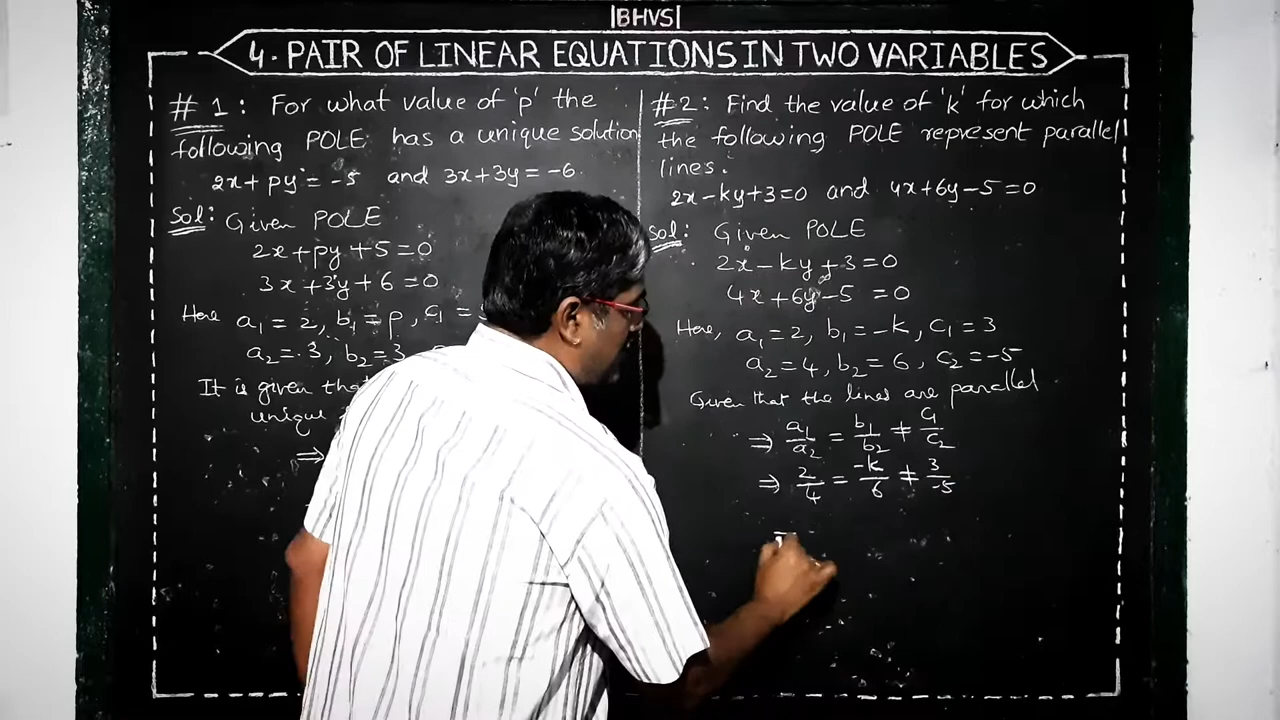 |BHVS|
4. PAIR OF LINEAR EQUATIONS IN TWO VARIABLES
#1: For what value of 'p' the
following POLE has a unique solution
2x+py=-5 and 3x+3y=-6.
Sol: Given POLE
2x+py+5=0
3x+3y+6=0
Here a₁=2, b₁=p, c₁=
a₂=3, b₂=3,
It is given that
unique
⇒
#2: Find the value of 'k' for which
the following POLE represent parallel
lines.
2x-ky+3=0 and 4x+6y-5=0
Sol: Given POLE
2x-ky+3=0
4x+6y-5=0
Here, a₁=2, b₁=-k, c₁=3
a₂=4, b₂=6, c₂=-5
Given that the lines are parallel
⇒ a₁/a₂ = b₁/b₂ ≠ c₁/c₂
⇒ 2/4 = -k/6 ≠ 3/-5